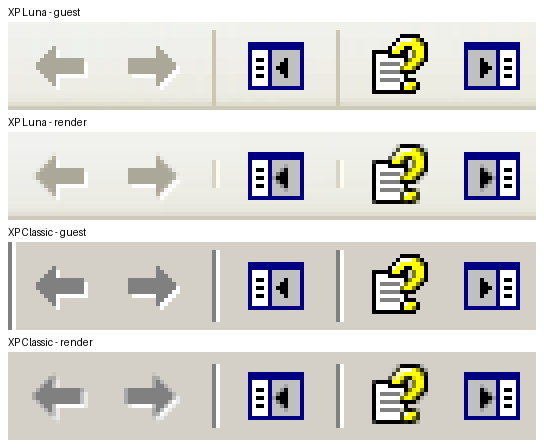 XP Luna - guest
XP Luna - render
XP Classic - guest
XP Classic - render